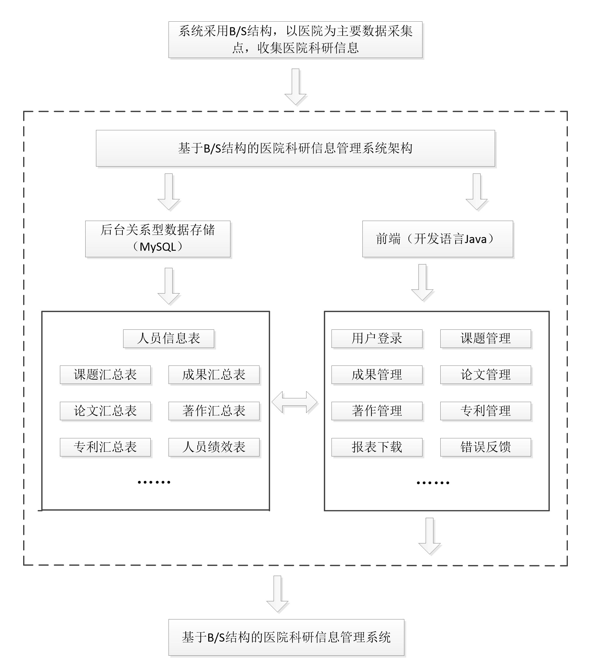 系统采用B/S结构，以医院为主要数据采集
点，收集医院科研信息
基于B/S结构的医院科研信息管理系统架构
后台关系型数据存储
（MySQL）
前端（开发语言Java）
人员信息表
课题汇总表
成果汇总表
论文汇总表
著作汇总表
专利汇总表
人员绩效表
……
用户登录
课题管理
成果管理
论文管理
著作管理
专利管理
报表下载
错误反馈
……
基于B/S结构的医院科研信息管理系统